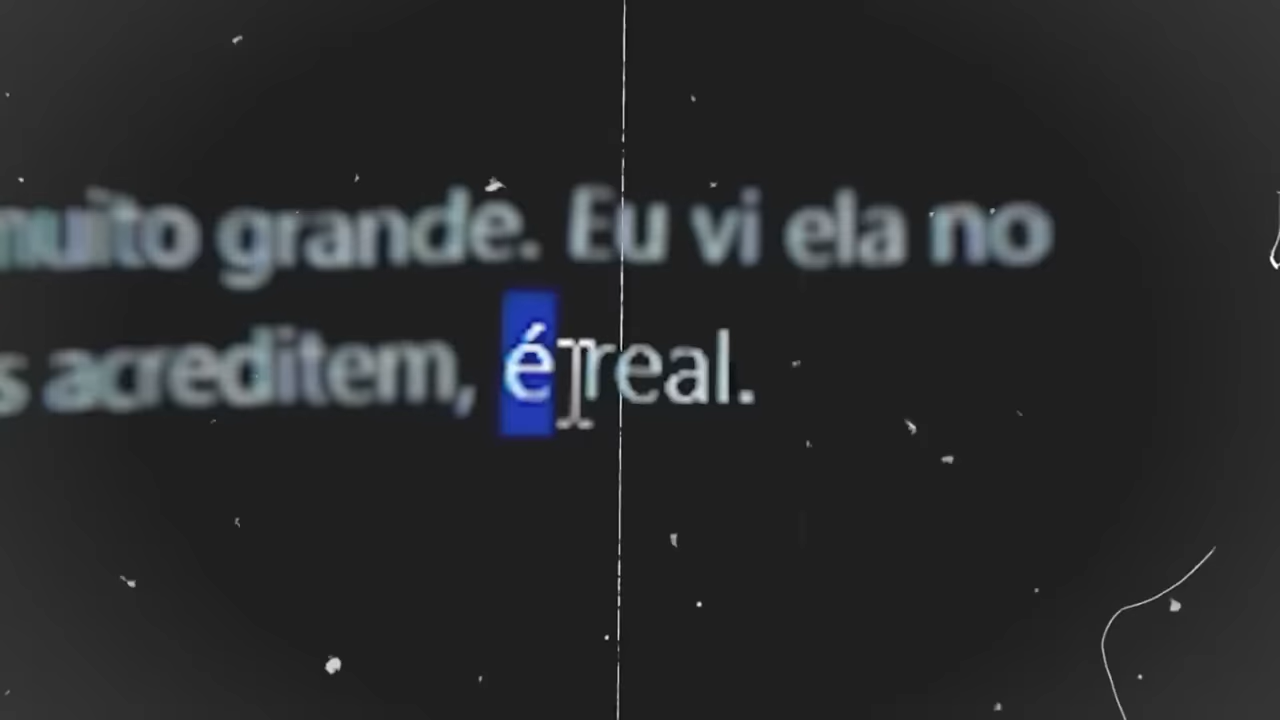 muito grande. Eu vi ela no
s acreditem, é real.